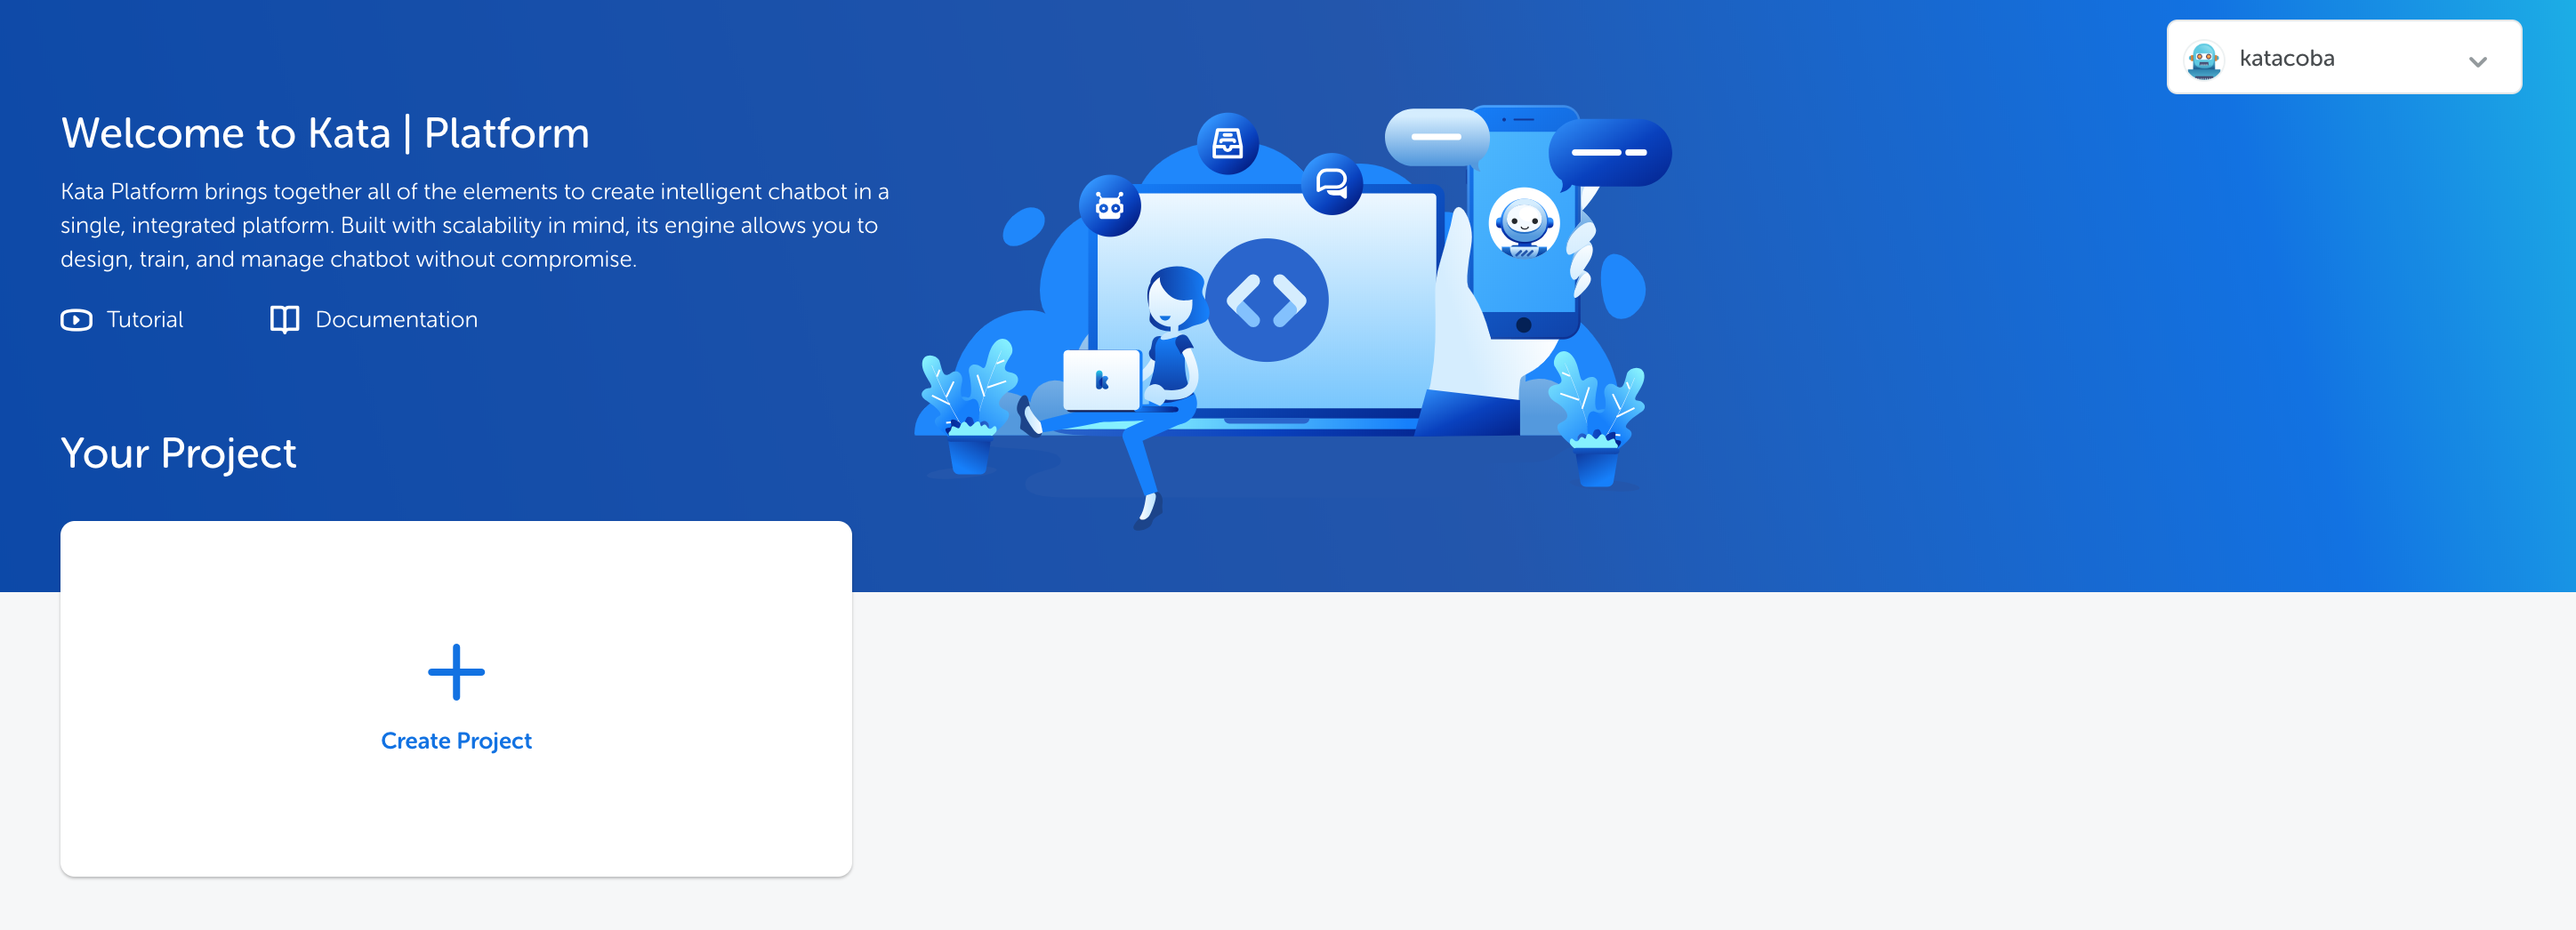 katacoba
Welcome to Kata | Platform
Kata Platform brings together all of the elements to create intelligent chatbot in a
single, integrated platform. Built with scalability in mind, its engine allows you to
design, train, and manage chatbot without compromise.
Tutorial
Documentation
k
Your Project
Create Project